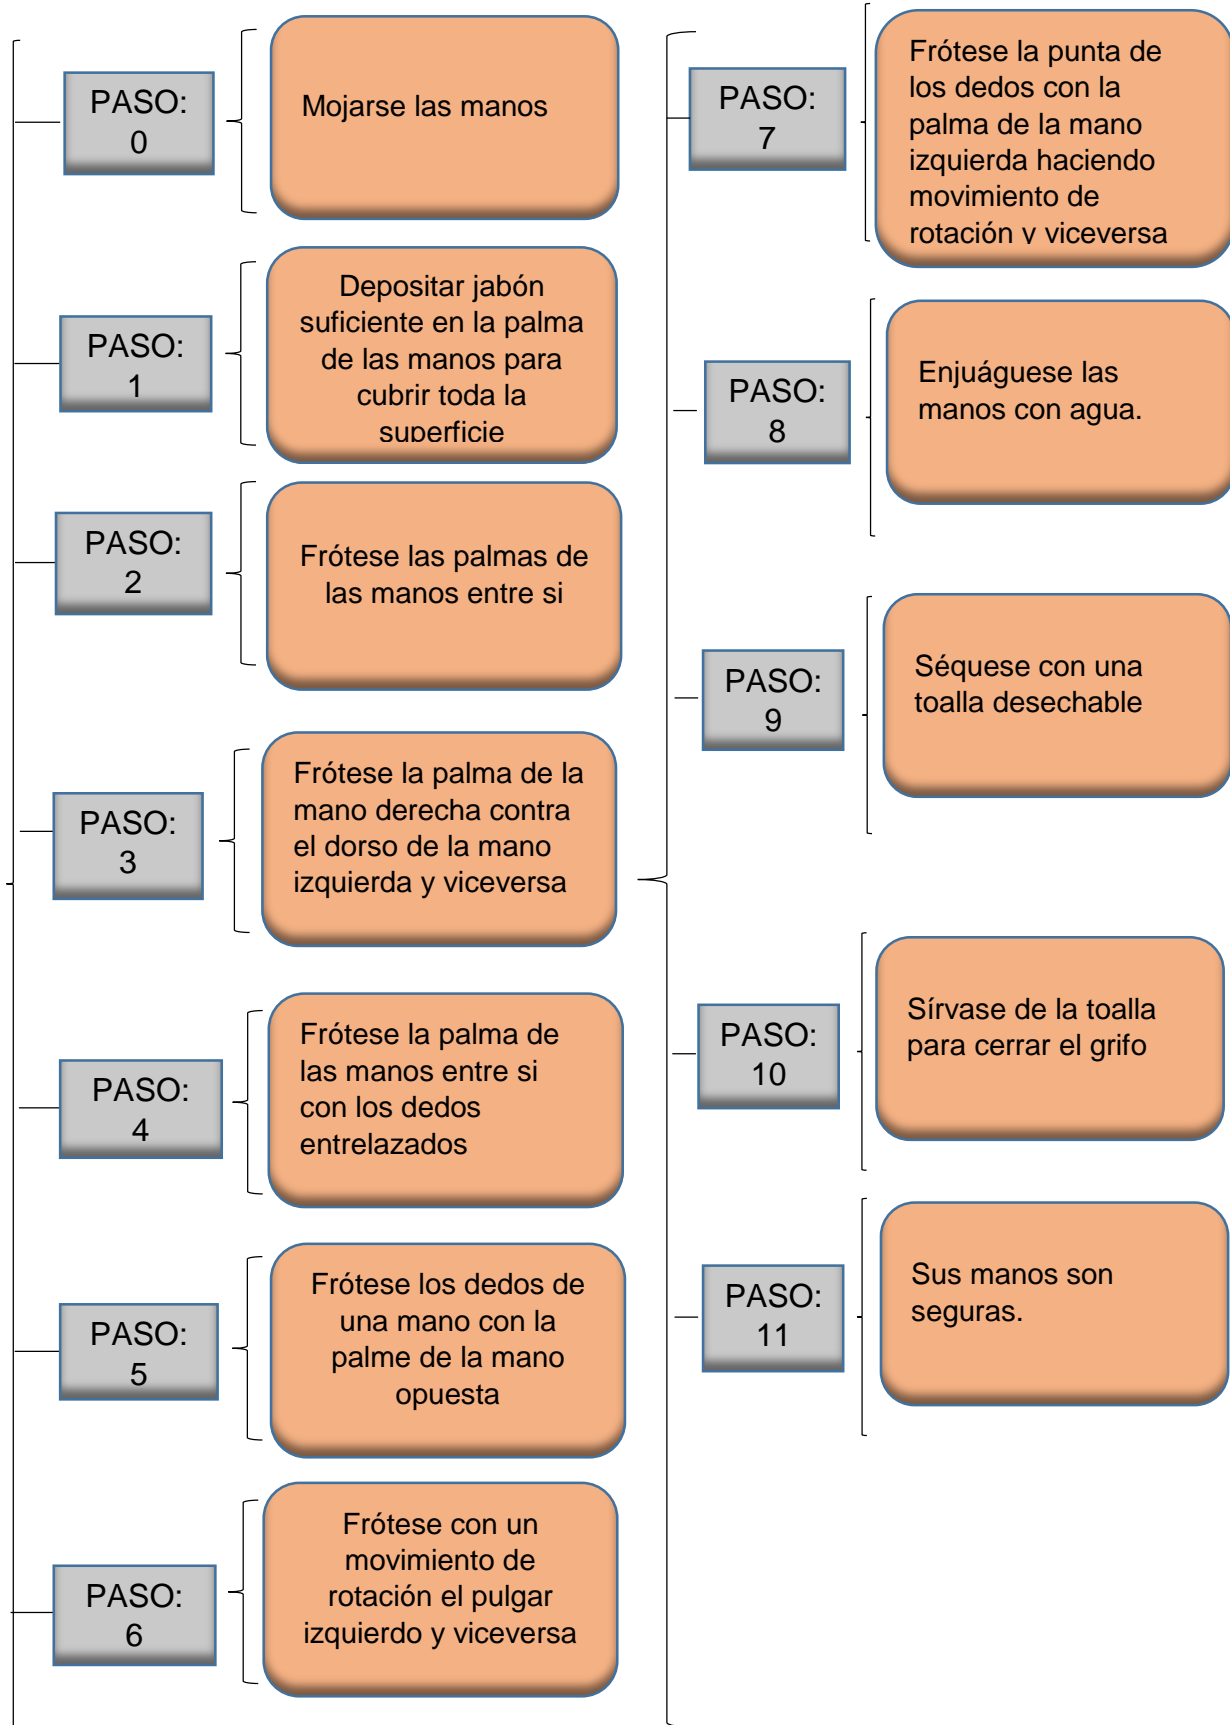 PASO:
0
Mojarse las manos
PASO:
1
Depositar jabón
suficiente en la palma
de las manos para
cubrir toda la
superficie
PASO:
2
Frótese las palmas de
las manos entre si
PASO:
3
Frótese la palma de la
mano derecha contra
el dorso de la mano
izquierda y viceversa
PASO:
4
Frótese la palma de
las manos entre si
con los dedos
entrelazados
PASO:
5
Frótese los dedos de
una mano con la
palme de la mano
opuesta
PASO:
6
Frótese con un
movimiento de
rotación el pulgar
izquierdo y viceversa
PASO:
7
Frótese la punta de
los dedos con la
palma de la mano
izquierda haciendo
movimiento de
rotación y viceversa
PASO:
8
Enjuáguese las
manos con agua.
PASO:
9
Séquese con una
toalla desechable
PASO:
10
Sírvase de la toalla
para cerrar el grifo
PASO:
11
Sus manos son
seguras.